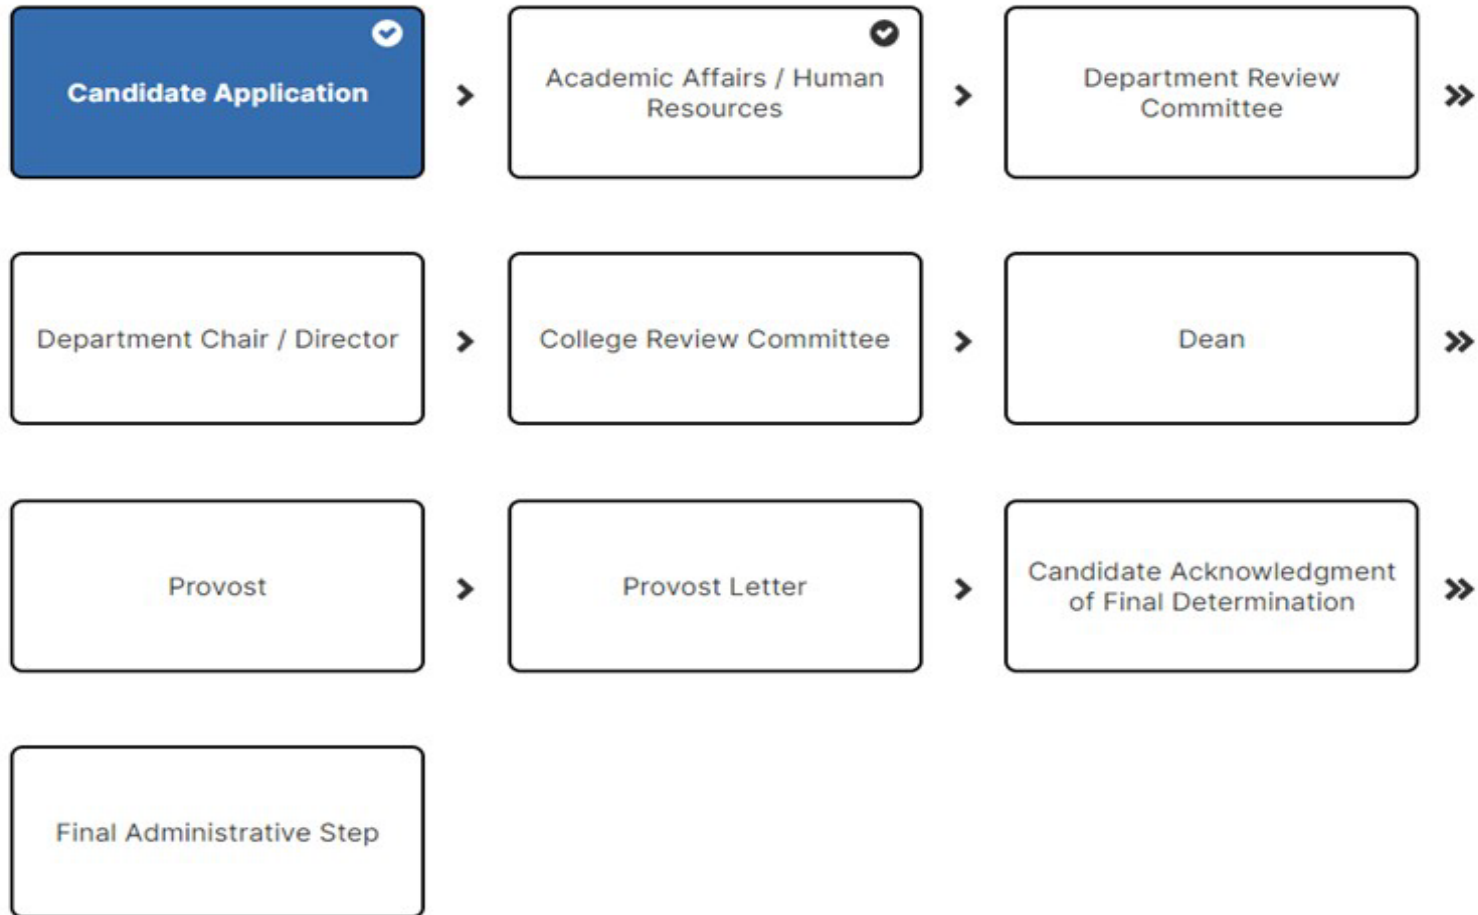 Candidate Application
Academic Affairs / Human
Resources
Department Review
Committee
Department Chair / Director
College Review Committee
Dean
Provost
Provost Letter
Candidate Acknowledgment
of Final Determination
Final Administrative Step